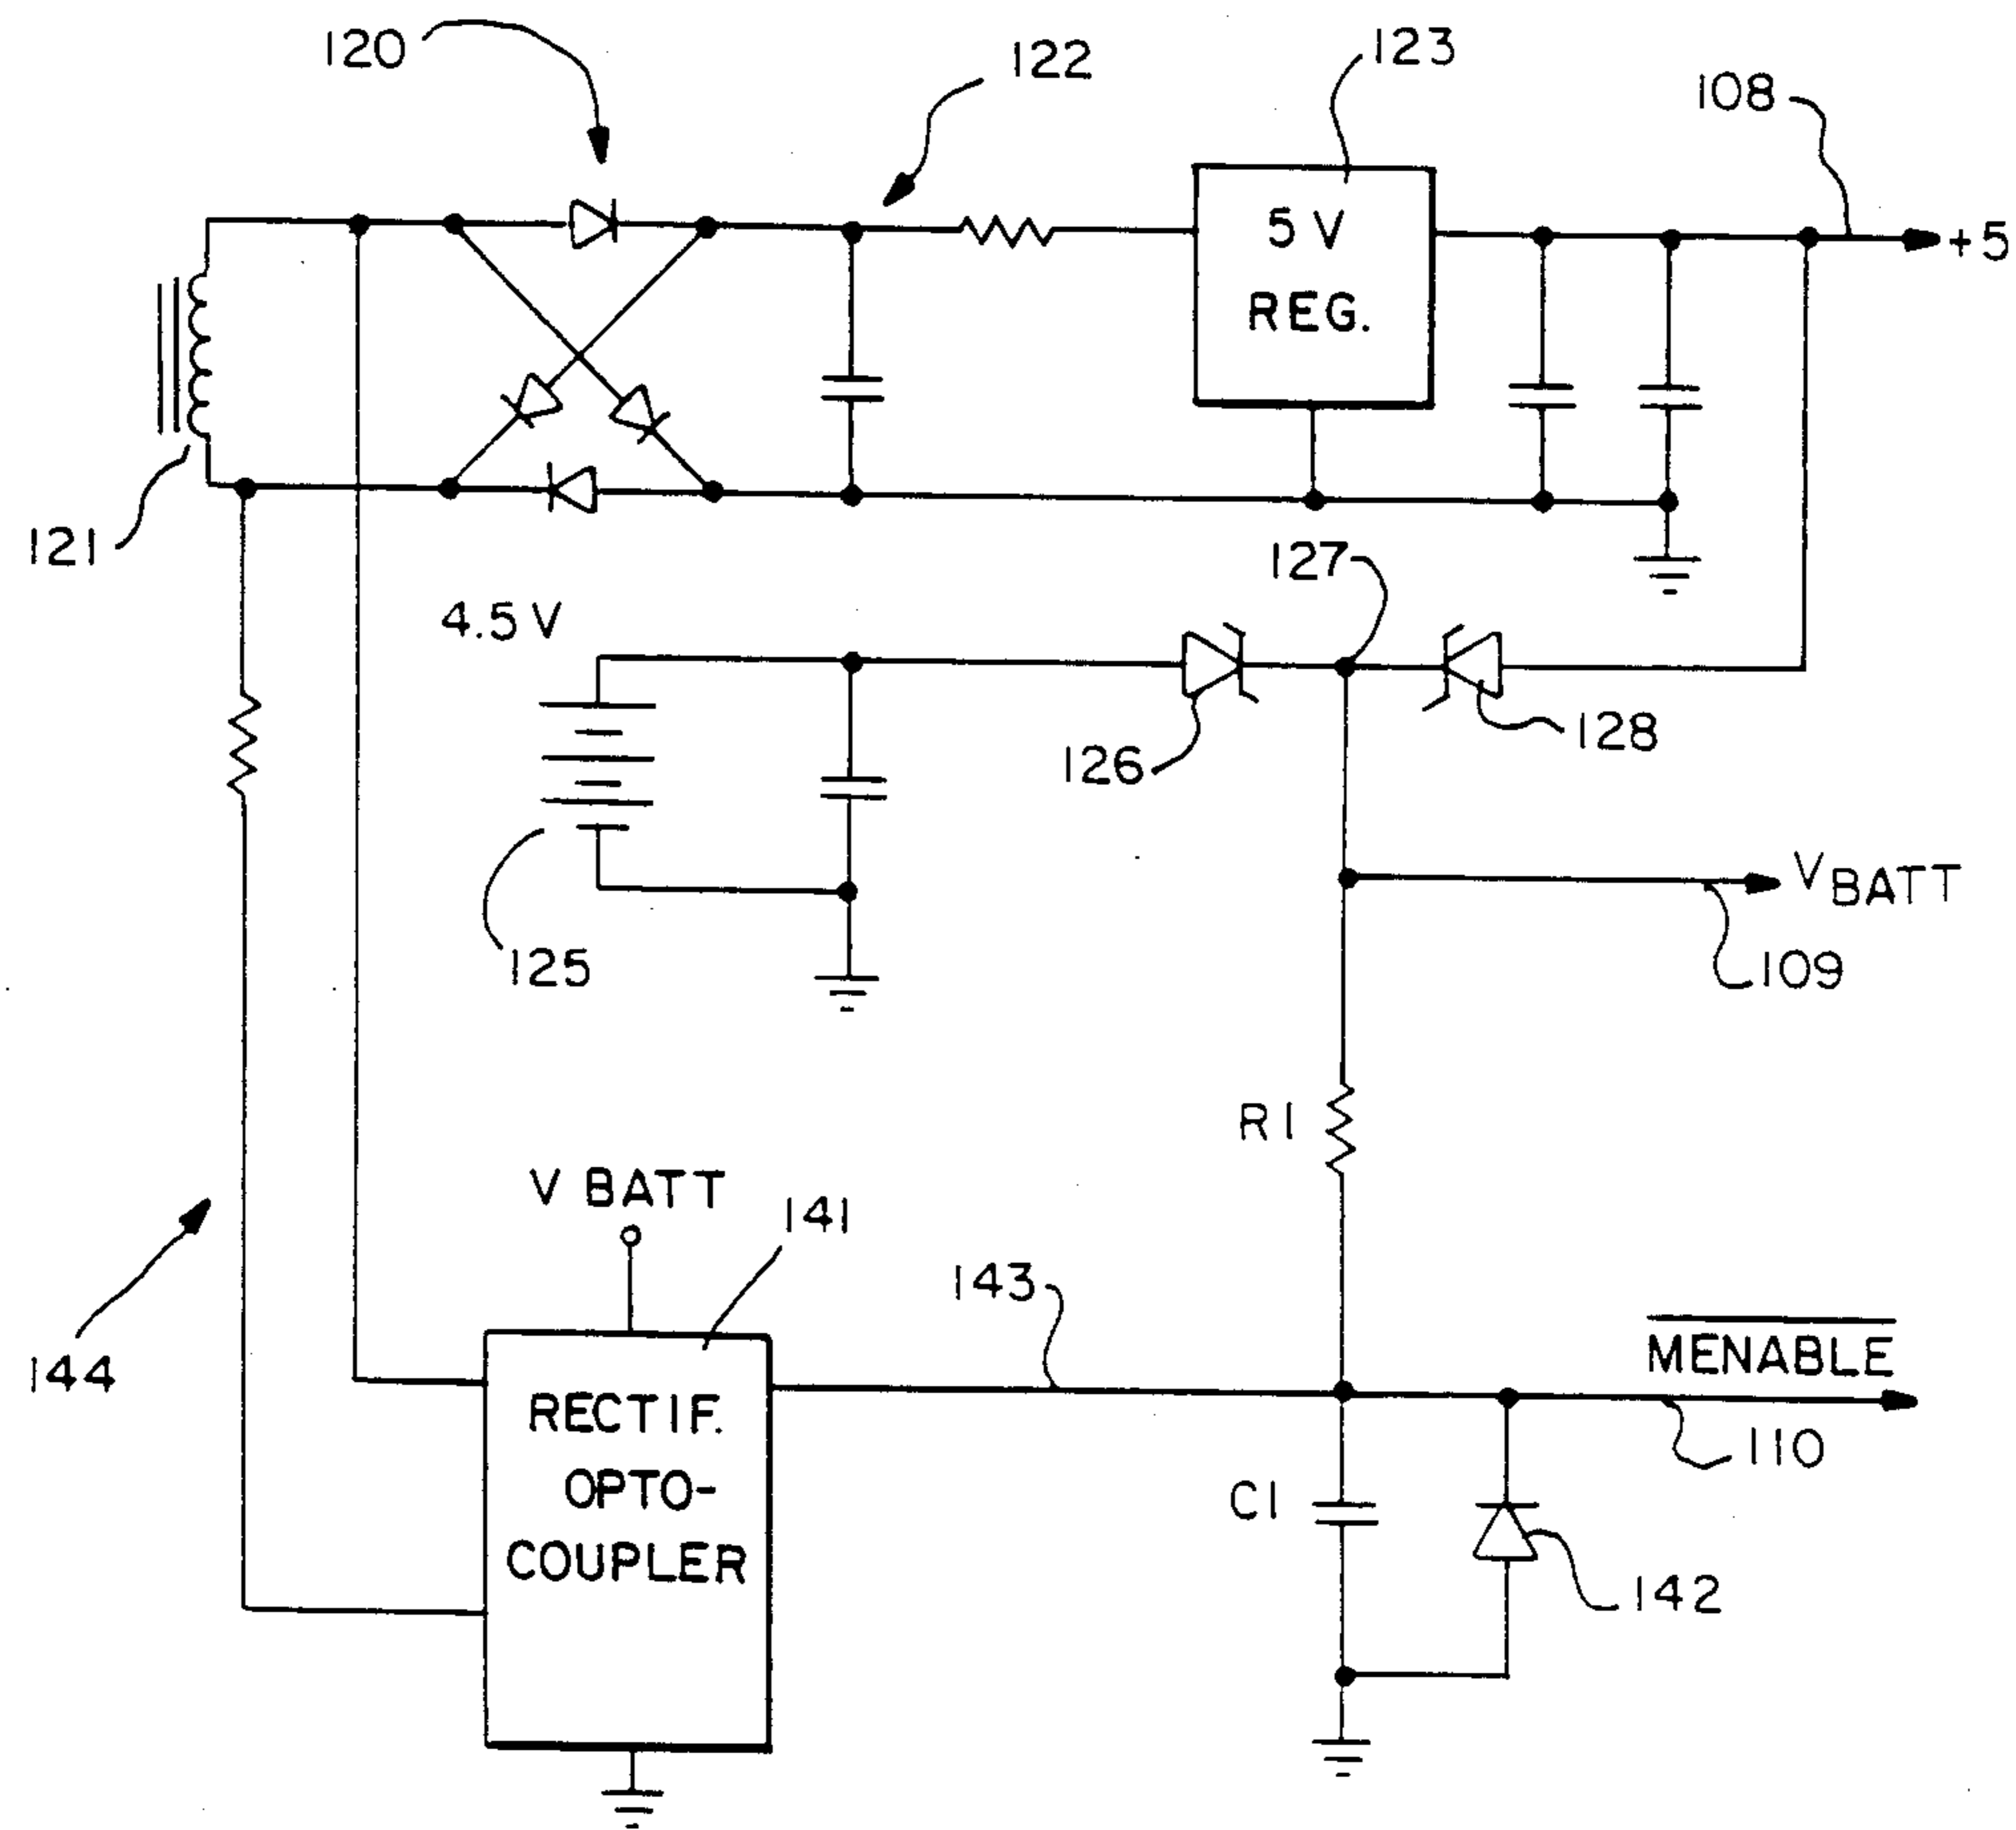 120
122
123
108
5 V
REG.
+5
121
4.5 V
127
126
128
125
V BATT
109
R1
V BATT
141
143
MENABLE
144
110
RECTIF.
OPTO-
COUPLER
C1
142